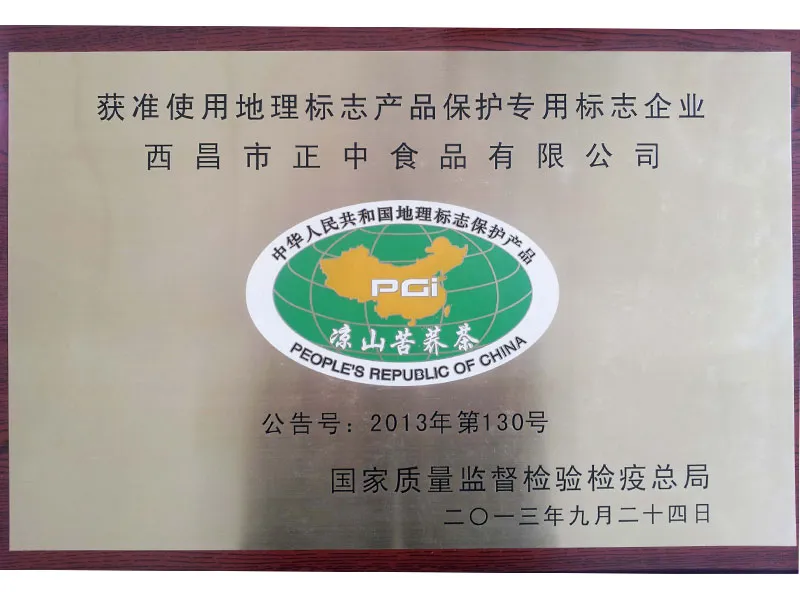 获准使用地理标志产品保护专用标志企业
西昌市正中食品有限公司
中华人民共和国地理标志保护产品
PGi
凉山苦荞茶
PEOPLE'S REPUBLIC OF CHINA
公告号：2013年第130号
国家质量监督检验检疫总局
二〇一三年九月二十四日